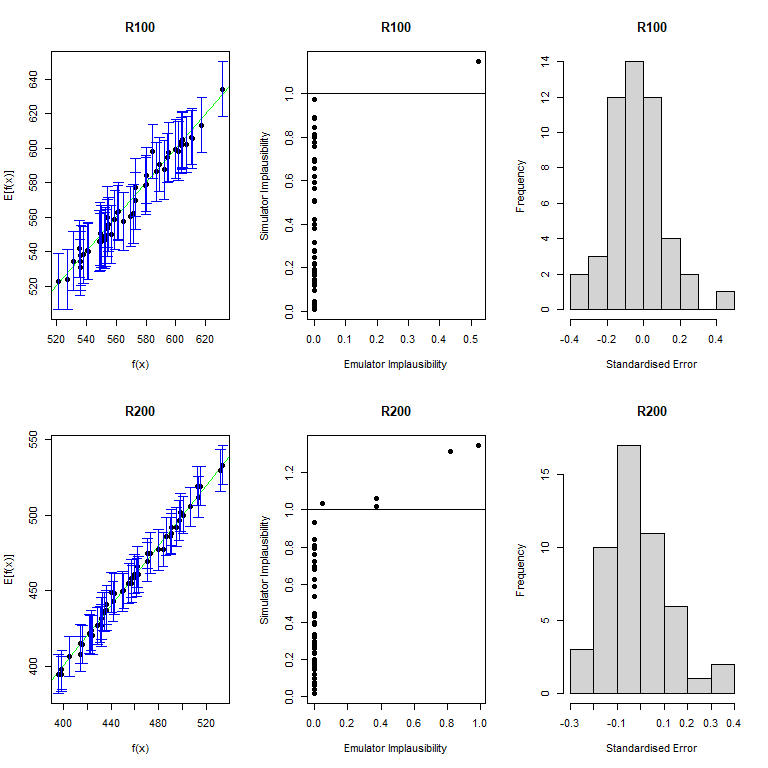 R100
R100
R100
E[f(x)]
520 540 560 580 600 620 640
520 540 560 580 600 620
f(x)
Simulator Implausibility
0.0 0.2 0.4 0.6 0.8 1.0
0.0 0.1 0.2 0.3 0.4 0.5
Emulator Implausibility
Frequency
0 2 4 6 8 10 12 14
-0.4 -0.2 0.0 0.2 0.4
Standardised Error
R200
R200
R200
E[f(x)]
400 450 500 550
400 440 480 520
f(x)
Simulator Implausibility
0.0 0.2 0.4 0.6 0.8 1.0 1.2
0.0 0.2 0.4 0.6 0.8 1.0
Emulator Implausibility
Frequency
0 5 10 15
-0.3 -0.1 0.1 0.2 0.3 0.4
Standardised Error